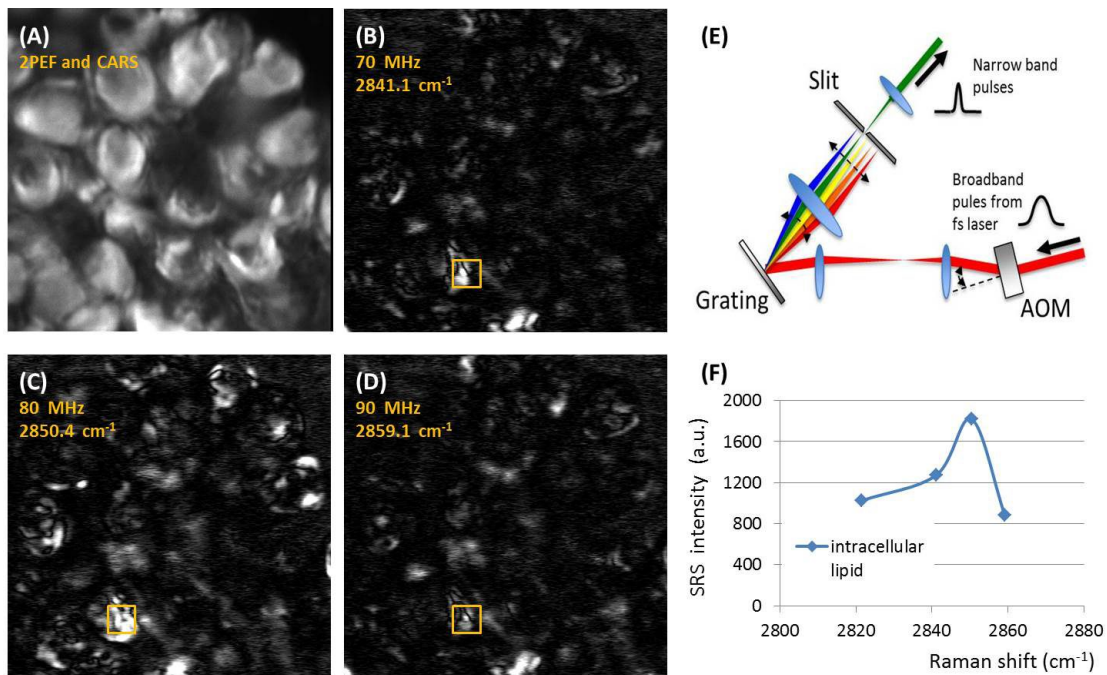 (A)
2PEF and CARS
(B)
70 MHz
2841.1 cm⁻¹
(C)
80 MHz
2850.4 cm⁻¹
(D)
90 MHz
2859.1 cm⁻¹
(E)
Narrow band
pulses
Slit
Broadband
pules from
fs laser
Grating
AOM
(F)
SRS intensity (a.u.)
2000
1600
1200
800
400
0
intracellular
lipid
2800 2820 2840 2860 2880
Raman shift (cm⁻¹)